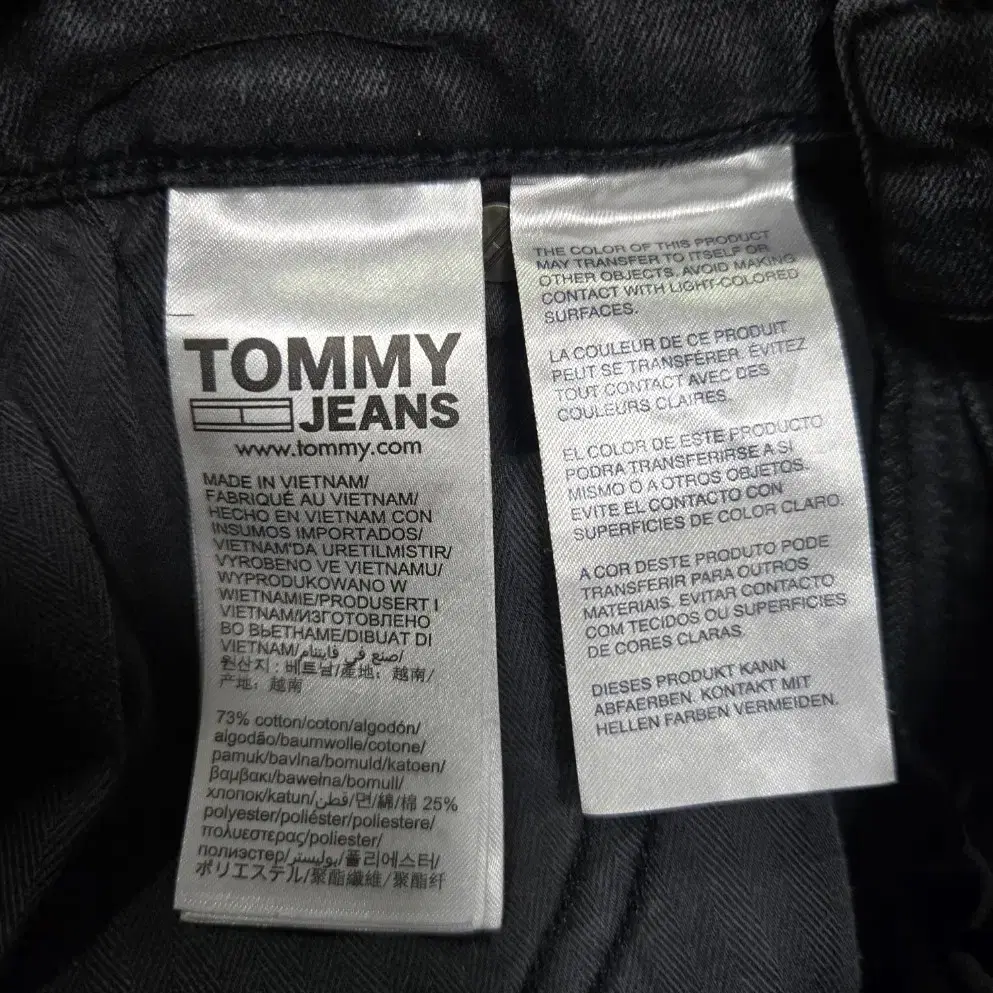 TOMMY
JEANS
www.tommy.com
MADE IN VIETNAM/
FABRIQUÉ AU VIETNAM/
HECHO EN VIETNAM CON
INSUMOS IMPORTADOS/
VIETNAM'DA URETILMISTIR/
VYROBENO VE VIETNAMU/
WYPRODUKOWANO W
WIETNAMIE/PRODUSERT I
VIETNAM/ИЗГОТОВЛЕНО
ВО ВЬЕТНАМЕ/DIBUAT DI
VIETNAM/صنع في فايتنام/
원산지 : 베트남/產地：越南/
产地：越南
73% cotton/coton/algodón/
algodão/baumwolle/cotone/
pamuk/bavlna/bomuld/katoen/
βαμβακι/bawełna/bomull/
хлопок/katun/قطن/면/綿/棉 25%
polyester/poliéster/poliestere/
πολυεστερας/poliester/
полиэстер/بوليستر/폴리에스터/
ポリエステル/聚酯纖維/聚酯纤
THE COLOR OF THIS PRODUCT
MAY TRANSFER TO ITSELF OR
OTHER OBJECTS. AVOID MAKING
CONTACT WITH LIGHT-COLORED
SURFACES.
LA COULEUR DE CE PRODUIT
PEUT SE TRANSFÉRER. ÉVITEZ
TOUT CONTACT AVEC DES
COULEURS CLAIRES.
EL COLOR DE ESTE PRODUCTO
PODRA TRANSFERIRSE A SI
MISMO O A OTROS OBJETOS.
EVITE EL CONTACTO CON
SUPERFICIES DE COLOR CLARO.
A COR DESTE PRODUTO PODE
TRANSFERIR PARA OUTROS
MATERIAIS. EVITAR CONTACTO
COM TECIDOS OU SUPERFICIES
DE CORES CLARAS.
DIESES PRODUKT KANN
ABFAERBEN. KONTAKT MIT
HELLEN FARBEN VERMEIDEN.